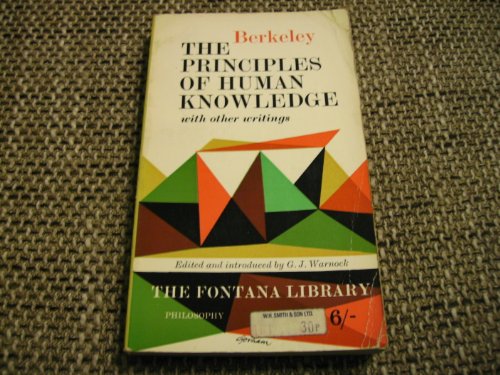 Berkeley
THE
PRINCIPLES
OF HUMAN
KNOWLEDGE
with other writings
Edited and introduced by G. J. Warnock
THE FONTANA LIBRARY
PHILOSOPHY
W.H. SMITH & SON LTD.
30P
6/-